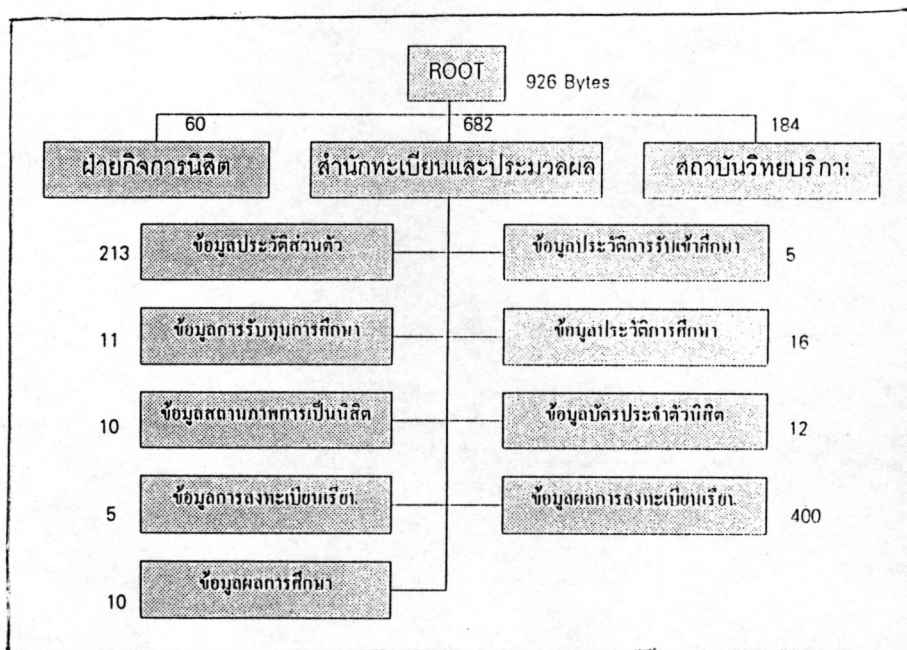 ROOT
926 Bytes
60
682
184
ฝ่ายกิจการนิสิต
สำนักทะเบียนและประมวลผล
สถาบันวิทยบริการ
213
ข้อมูลประวัติส่วนตัว
ข้อมูลประวัติการรับเข้าศึกษา
5
11
ข้อมูลการรับทุนการศึกษา
ข้อมูลประวัติการศึกษา
16
10
ข้อมูลสถานภาพการเป็นนิสิต
ข้อมูลบัตรประจำตัวนิสิต
12
5
ข้อมูลการลงทะเบียนเรียน
ข้อมูลผลการลงทะเบียนเรียน
400
10
ข้อมูลผลการศึกษา